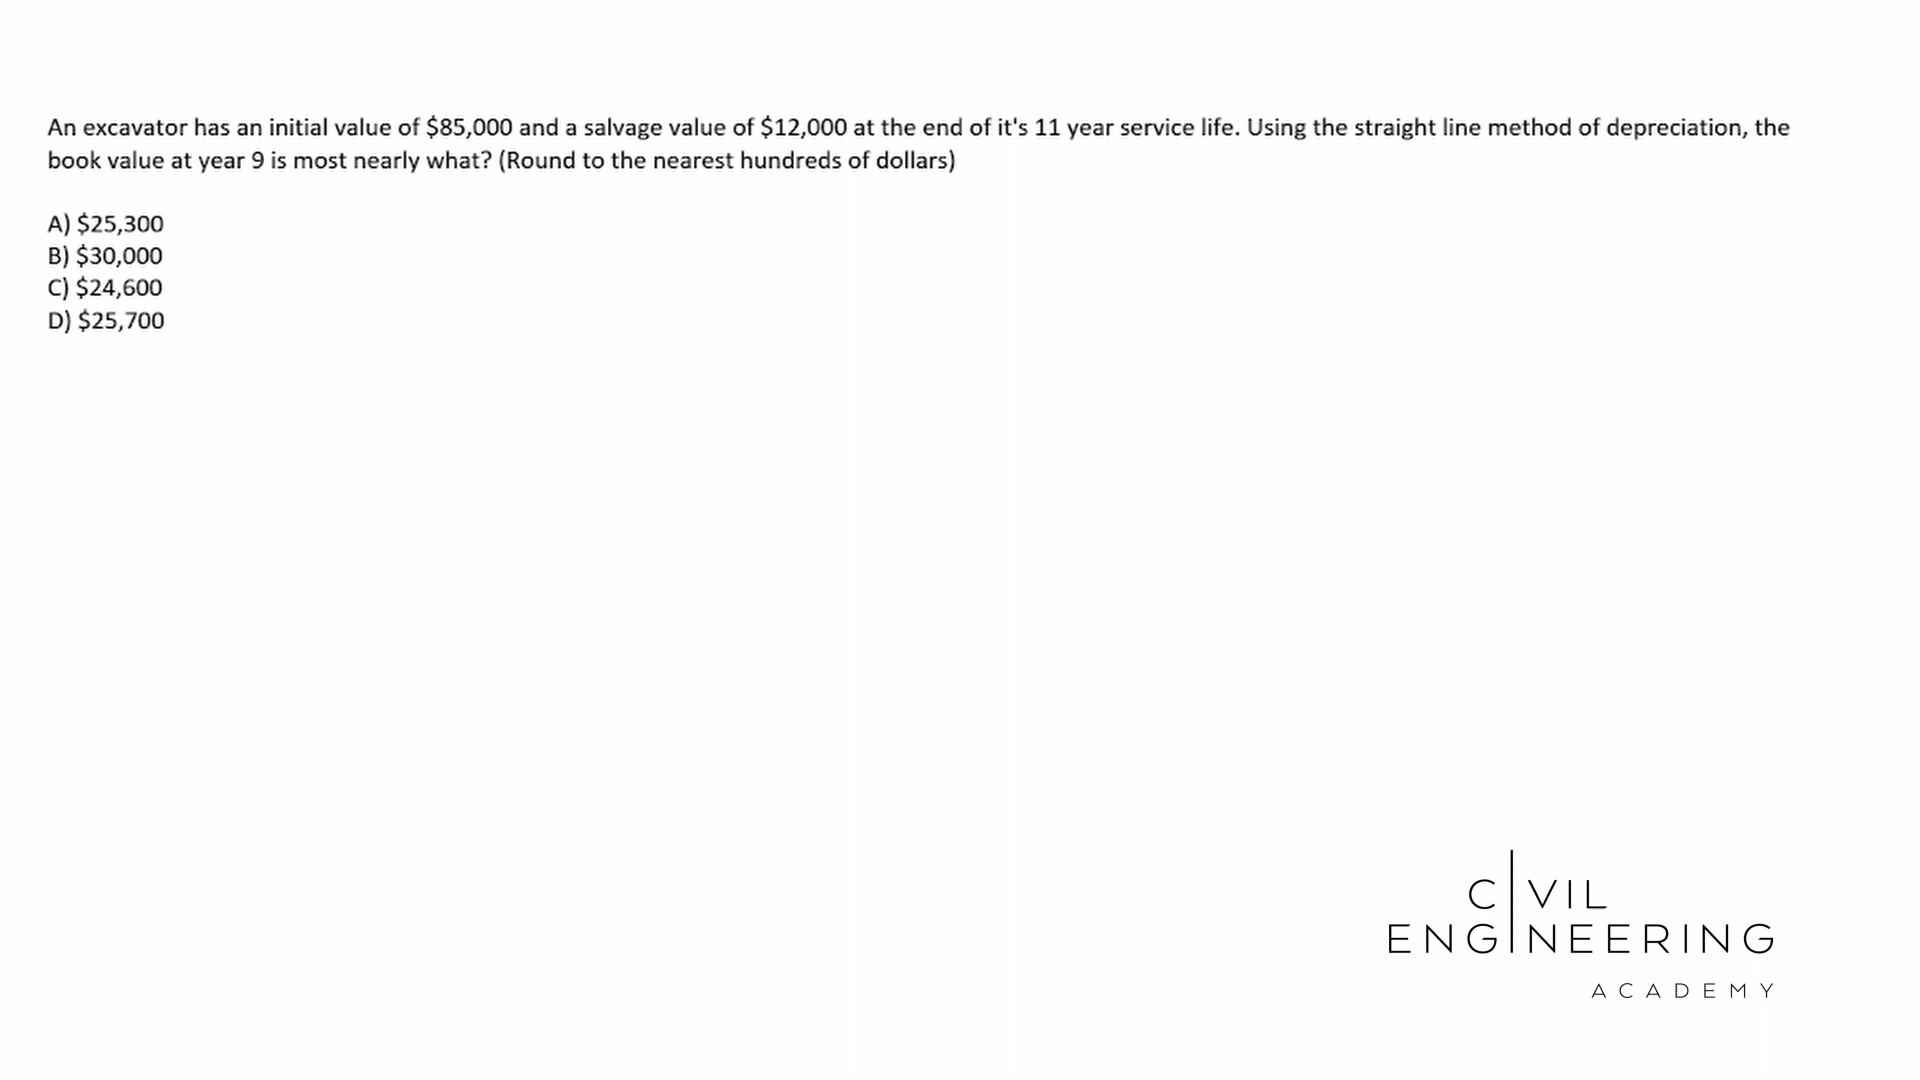 An excavator has an initial value of $85,000 and a salvage value of $12,000 at the end of it's 11 year service life. Using the straight line method of depreciation, the
book value at year 9 is most nearly what? (Round to the nearest hundreds of dollars)
A) $25,300
B) $30,000
C) $24,600
D) $25,700
CIVIL
ENGINEERING
ACADEMY